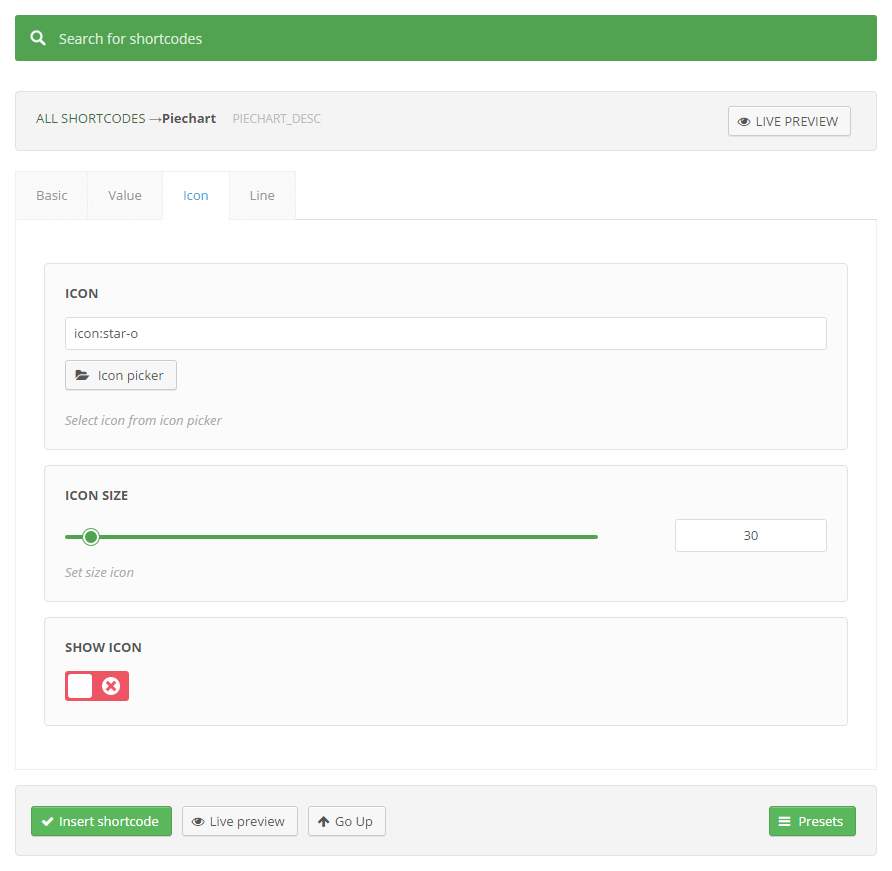 Search for shortcodes
ALL SHORTCODES →Piechart PIECHART_DESC
LIVE PREVIEW
Basic Value Icon Line
ICON
icon:star-o
Icon picker
Select icon from icon picker
ICON SIZE
30
Set size icon
SHOW ICON
Insert shortcode Live preview Go Up Presets